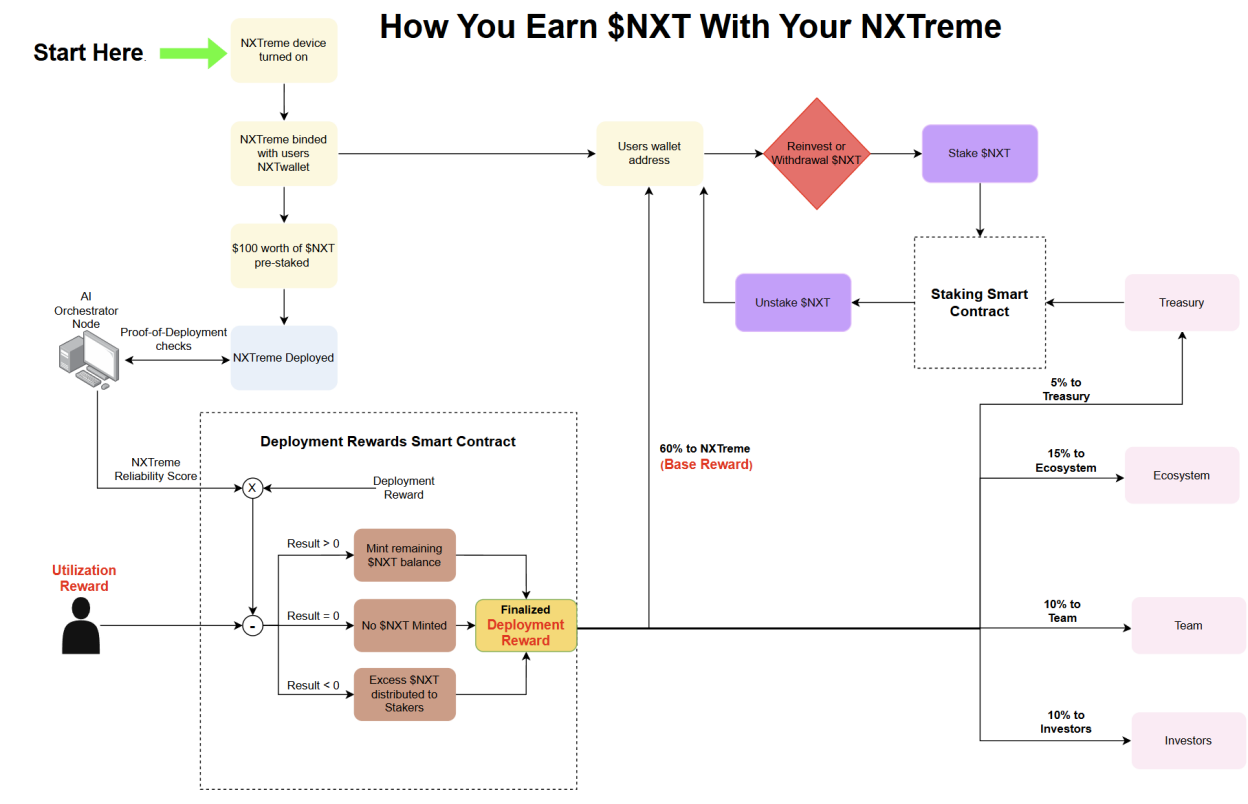 How You Earn $NXT With Your NXTreme
Start Here.
NXTreme device
turned on
NXTreme binded
with users
NXTwallet
Users wallet
address
Reinvest or
Withdrawal $NXT
Stake $NXT
$100 worth of $NXT
pre-staked
AI
Orchestrator
Node
Proof-of-Deployment
checks
NXTreme Deployed
Unstake $NXT
Staking Smart
Contract
Treasury
5% to
Treasury
Deployment Rewards Smart Contract
60% to NXTreme
(Base Reward)
15% to
Ecosystem
Ecosystem
NXTreme
Reliability Score
X
Deployment
Reward
Result > 0
Mint remaining
$NXT balance
Utilization
Reward
-
Result = 0
No $NXT Minted
Finalized
Deployment
Reward
10% to
Team
Team
Result < 0
Excess $NXT
distributed to
Stakers
10% to
Investors
Investors